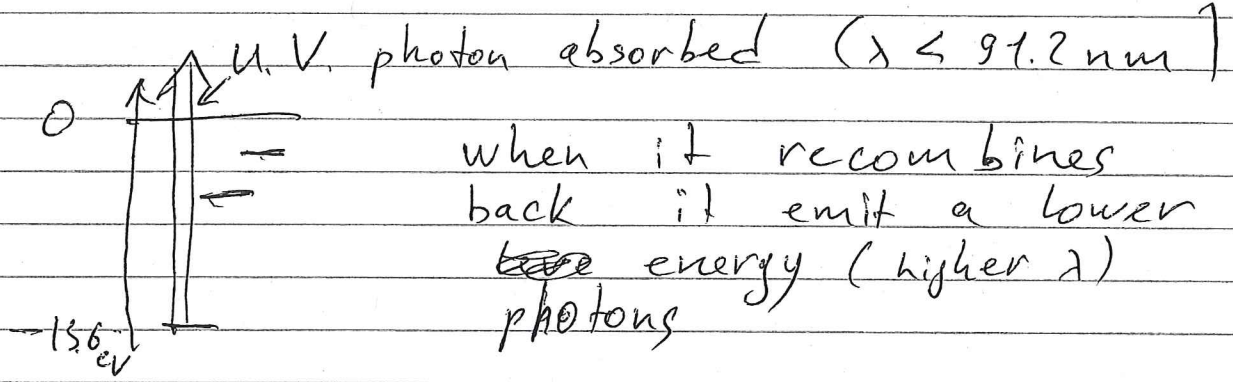 U.V. photon absorbed (λ < 91.2 nm)
0
when it recombines
back it emit a lower
energy (higher λ)
photons
-13.6 eV